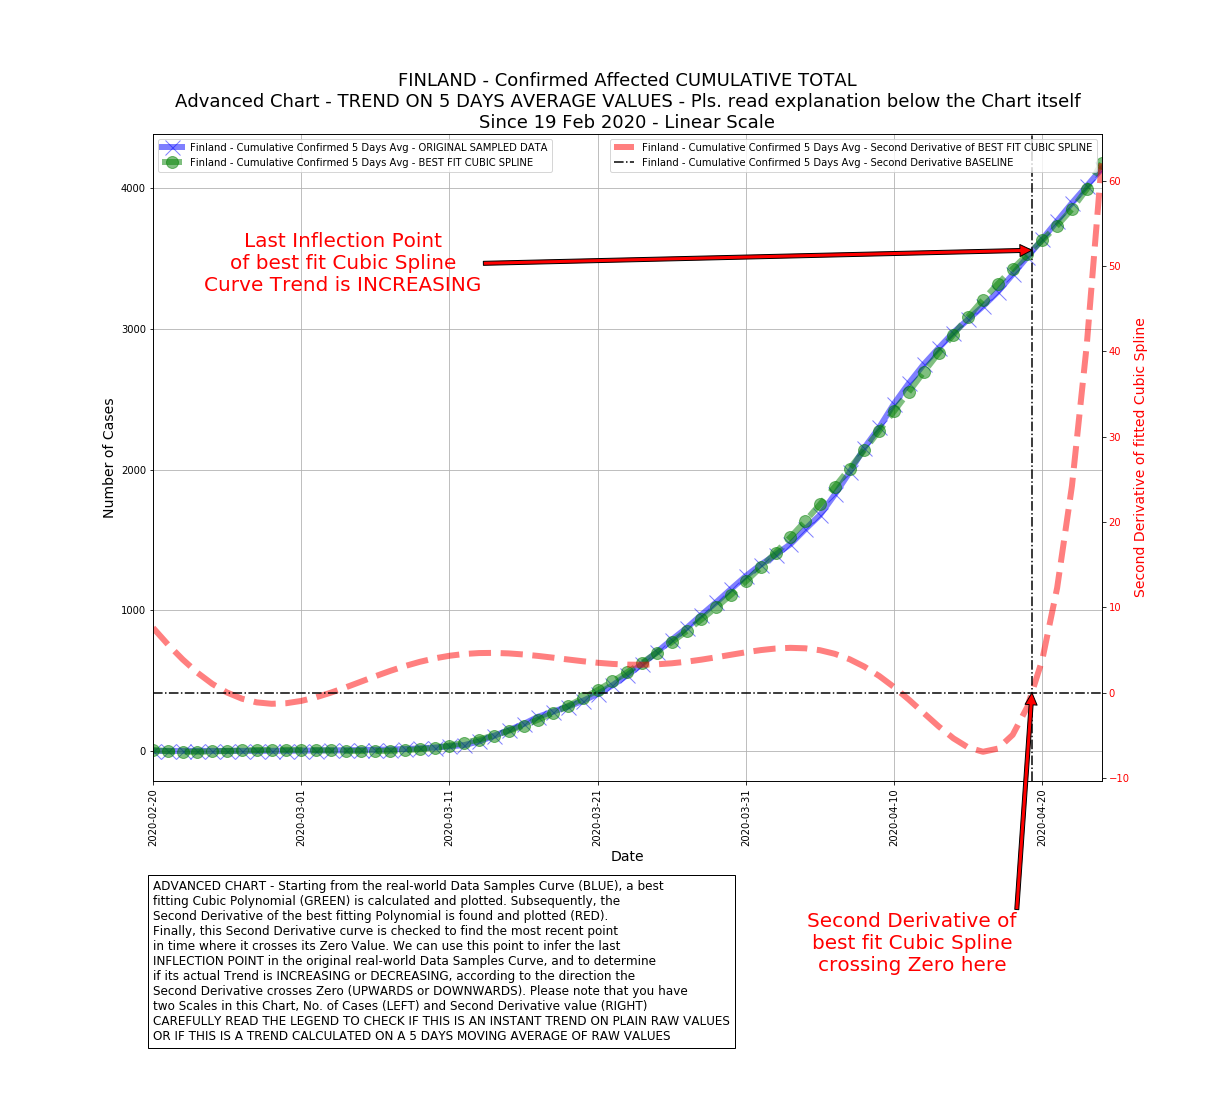 FINLAND - Confirmed Affected CUMULATIVE TOTAL
Advanced Chart - TREND ON 5 DAYS AVERAGE VALUES - Pls. read explanation below the Chart itself
Since 19 Feb 2020 - Linear Scale
Finland - Cumulative Confirmed 5 Days Avg - ORIGINAL SAMPLED DATA
Finland - Cumulative Confirmed 5 Days Avg - BEST FIT CUBIC SPLINE
Finland - Cumulative Confirmed 5 Days Avg - Second Derivative of BEST FIT CUBIC SPLINE
Finland - Cumulative Confirmed 5 Days Avg - Second Derivative BASELINE
Last Inflection Point
of best fit Cubic Spline
Curve Trend is INCREASING
Number of Cases
4000
3000
2000
1000
0
60
50
40
30
20
10
0
−10
Second Derivative of fitted Cubic Spline
2020-02-20
2020-03-01
2020-03-11
2020-03-21
2020-03-31
2020-04-10
2020-04-20
Date
ADVANCED CHART - Starting from the real-world Data Samples Curve (BLUE), a best
fitting Cubic Polynomial (GREEN) is calculated and plotted. Subsequently, the
Second Derivative of the best fitting Polynomial is found and plotted (RED).
Finally, this Second Derivative curve is checked to find the most recent point
in time where it crosses its Zero Value. We can use this point to infer the last
INFLECTION POINT in the original real-world Data Samples Curve, and to determine
if its actual Trend is INCREASING or DECREASING, according to the direction the
Second Derivative crosses Zero (UPWARDS or DOWNWARDS). Please note that you have
two Scales in this Chart, No. of Cases (LEFT) and Second Derivative value (RIGHT)
CAREFULLY READ THE LEGEND TO CHECK IF THIS IS AN INSTANT TREND ON PLAIN RAW VALUES
OR IF THIS IS A TREND CALCULATED ON A 5 DAYS MOVING AVERAGE OF RAW VALUES
Second Derivative of
best fit Cubic Spline
crossing Zero here